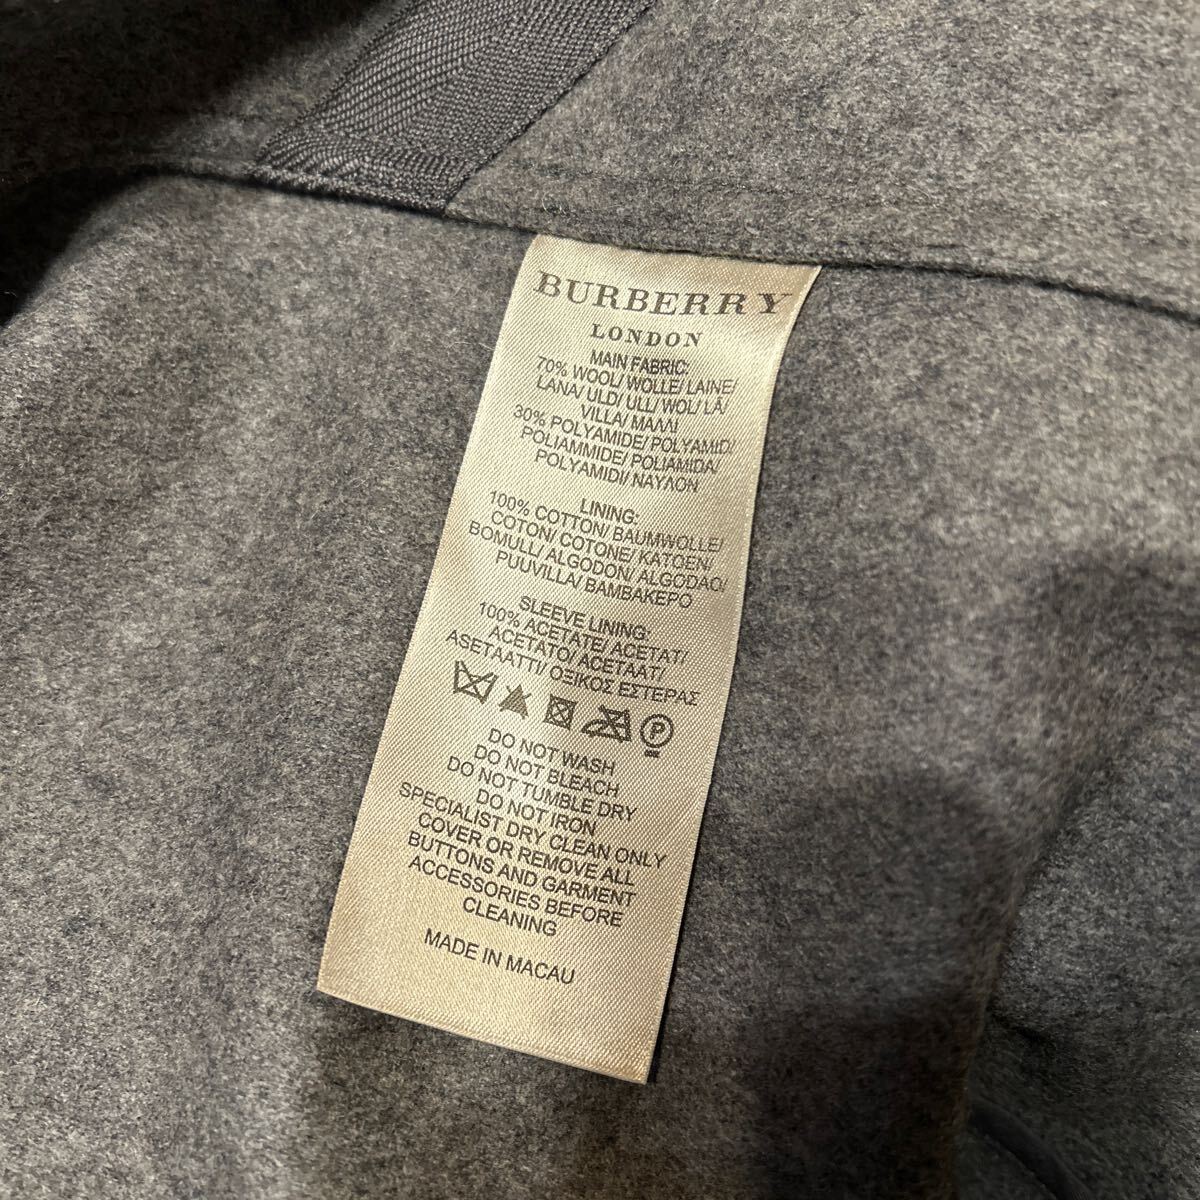 BURBERRY
LONDON
MAIN FABRIC:
70% WOOL/ WOLLE/ LAINE/
LANA/ ULD/ ULL/ WOL/ LÃ/
VILLA/ ΜΑΛΛΙ
30% POLYAMIDE/ POLYAMID/
POLIAMMIDE/ POLIAMIDA/
POLYAMIDI/ ΝΑΥΛΟΝ
LINING:
100% COTTON/ BAUMWOLLE/
COTON/ COTONE/ KATOEN/
BOMULL/ ALGODON/ ALGODAO/
PUUVILLA/ ΒΑΜΒΑΚΕΡΟ
SLEEVE LINING:
100% ACETATE/ ACETAT/
ACETATO/ ACETAAT/
ASETAATTI/ ΟΞΙΚΟΣ ΕΣΤΕΡΑΣ
P
DO NOT WASH
DO NOT BLEACH
DO NOT TUMBLE DRY
DO NOT IRON
SPECIALIST DRY CLEAN ONLY
COVER OR REMOVE ALL
BUTTONS AND GARMENT
ACCESSORIES BEFORE
CLEANING
MADE IN MACAU